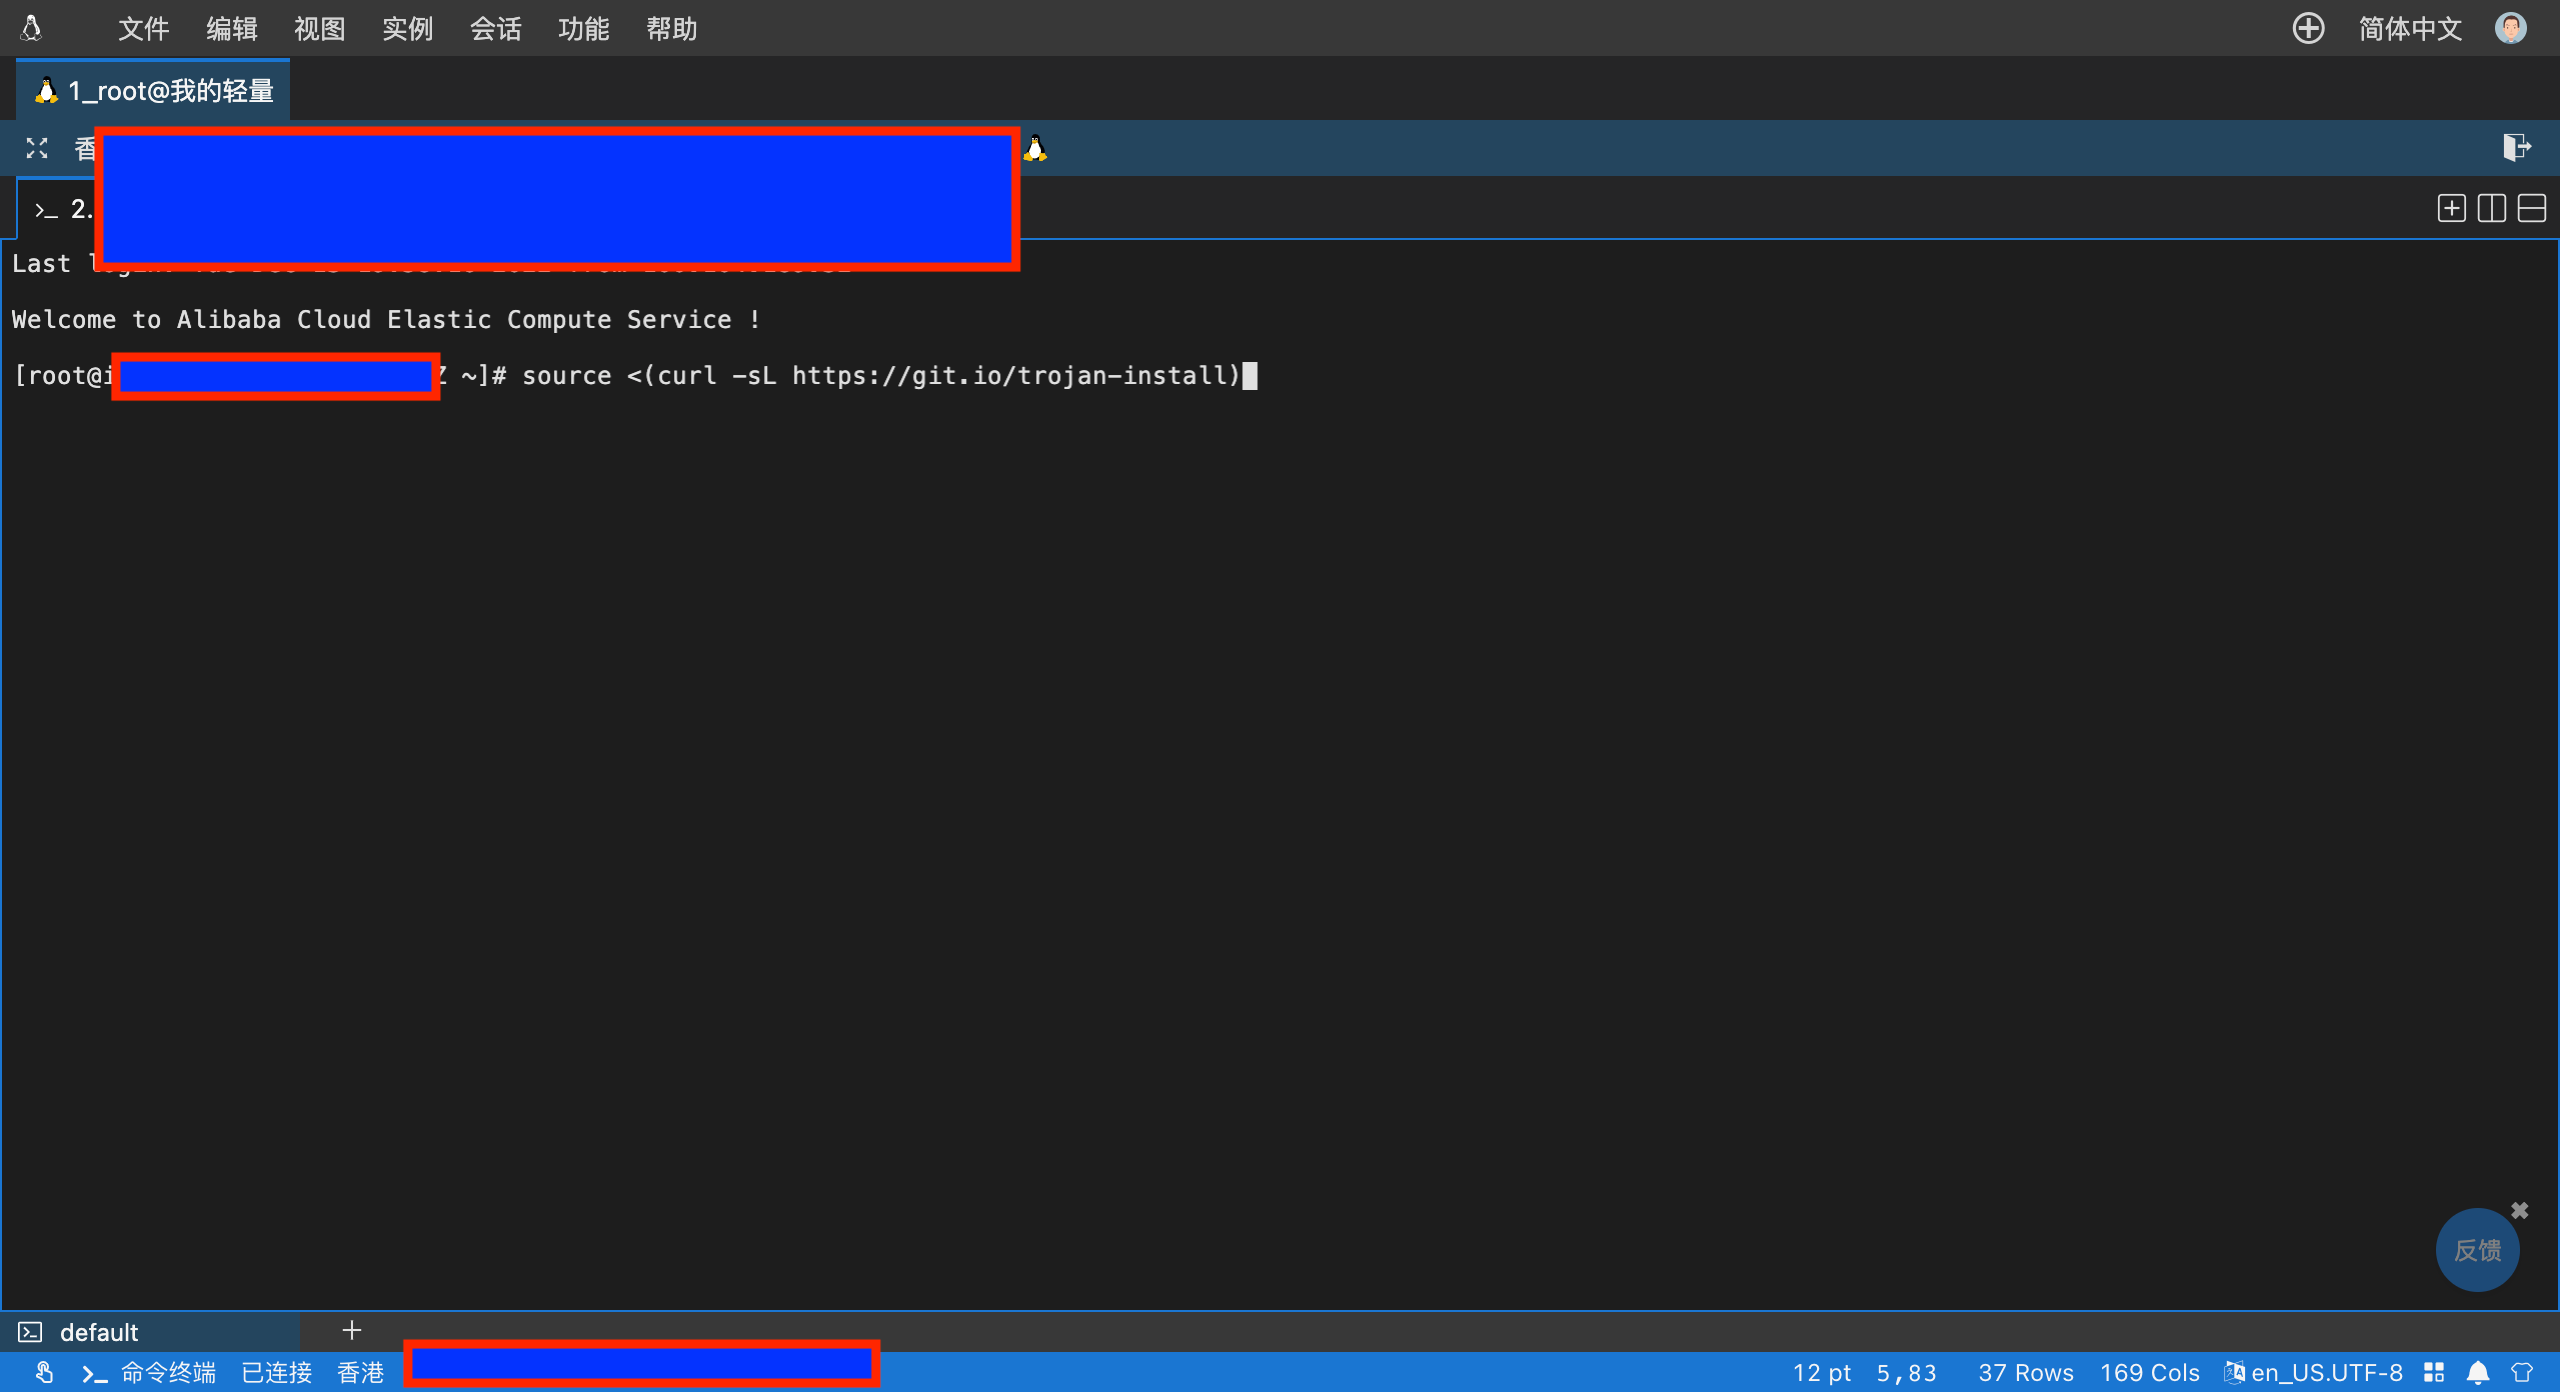 文件 编辑 视图 实例 会话 功能 帮助 简体中文
1_root@我的轻量
香
2.
Last
Welcome to Alibaba Cloud Elastic Compute Service !
[root@i Z ~]# source <(curl -sL https://git.io/trojan-install)
反馈
default
命令终端 已连接 香港 12 pt 5,83 37 Rows 169 Cols en_US.UTF-8